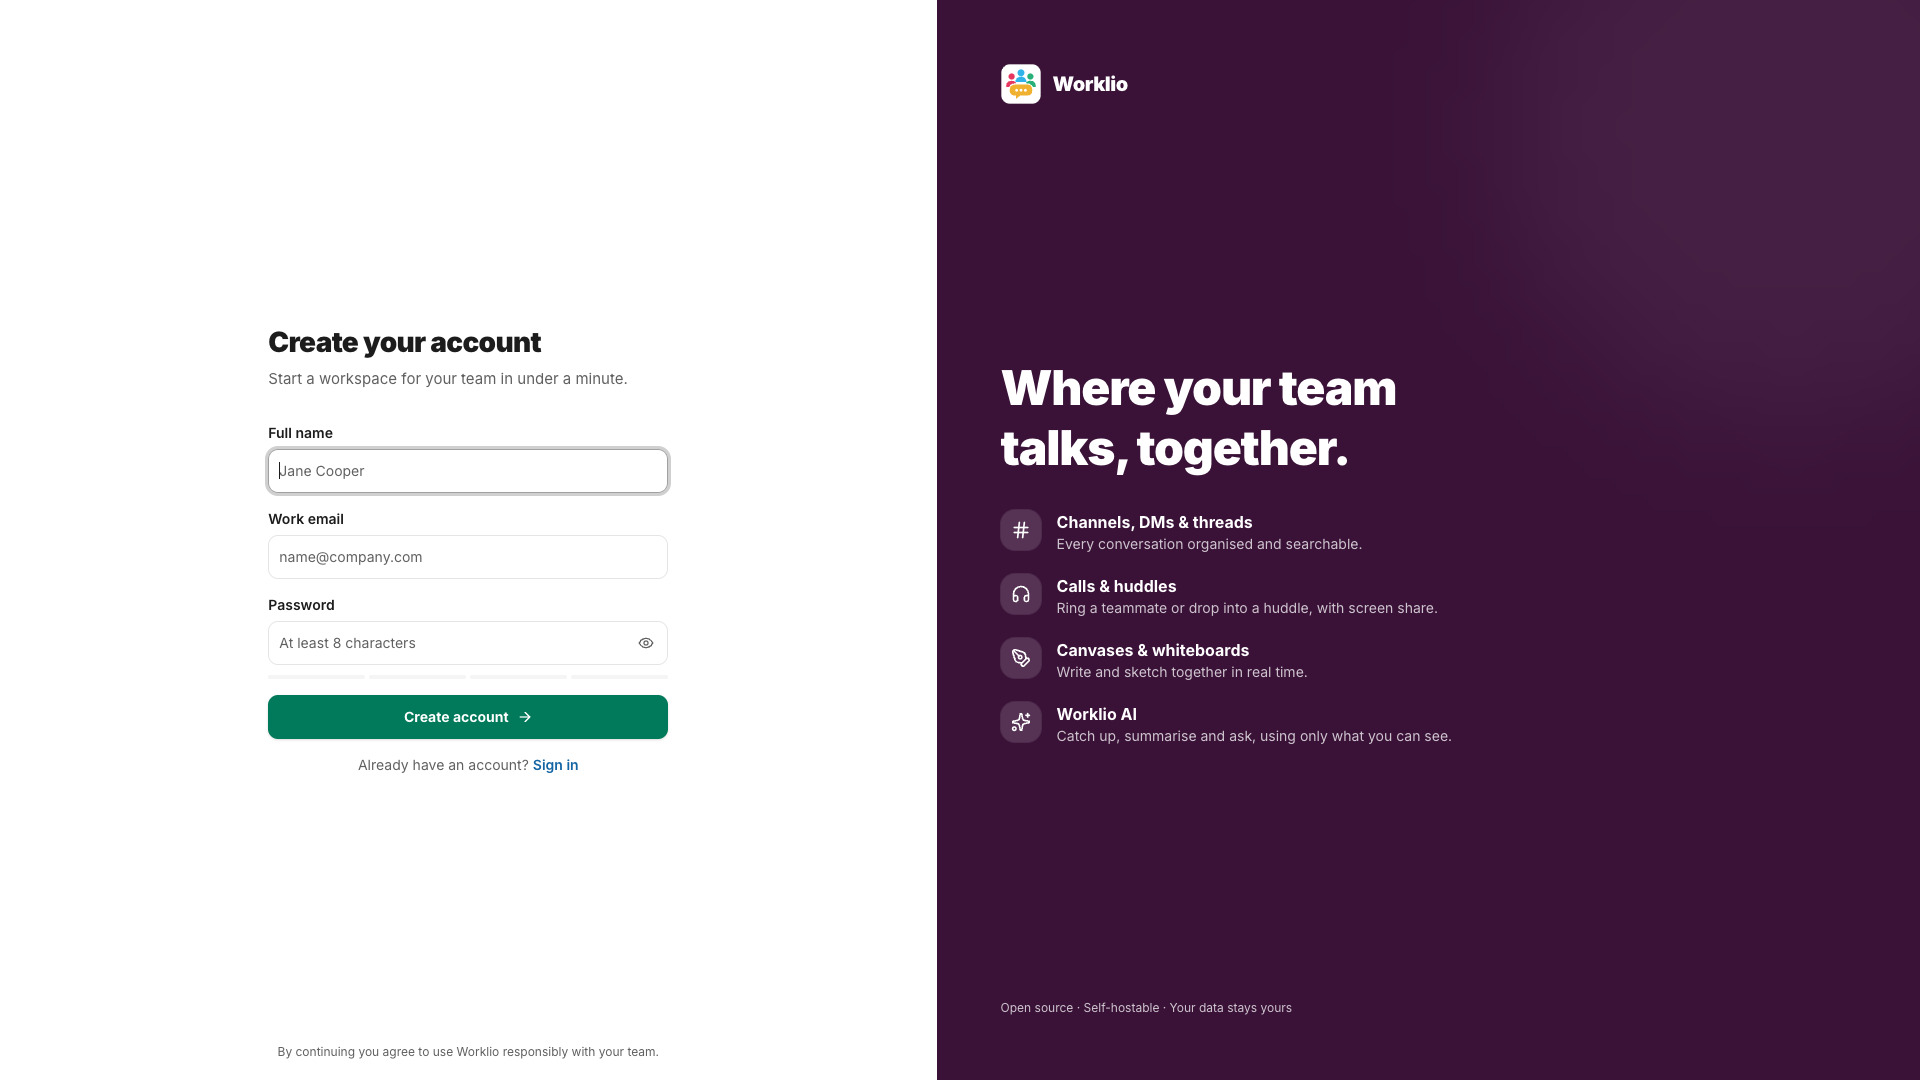 Create your account
Start a workspace for your team in under a minute.
Full name
Jane Cooper
Work email
name@company.com
Password
At least 8 characters
Create account
Already have an account? Sign in
By continuing you agree to use Worklio responsibly with your team.
Worklio
Where your team
talks, together.
Channels, DMs & threads
Every conversation organised and searchable.
Calls & huddles
Ring a teammate or drop into a huddle, with screen share.
Canvases & whiteboards
Write and sketch together in real time.
Worklio AI
Catch up, summarise and ask, using only what you can see.
Open source · Self-hostable · Your data stays yours